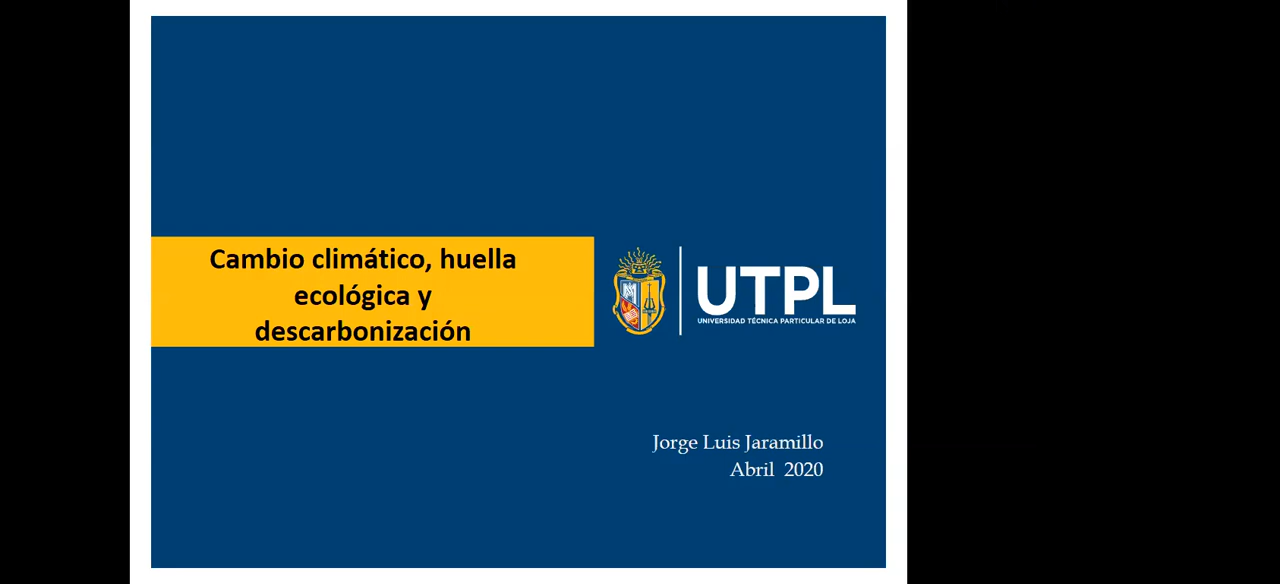 Cambio climático, huella
ecológica y
descarbonización
UTPL
UNIVERSIDAD TÉCNICA PARTICULAR DE LOJA
Jorge Luis Jaramillo
Abril 2020